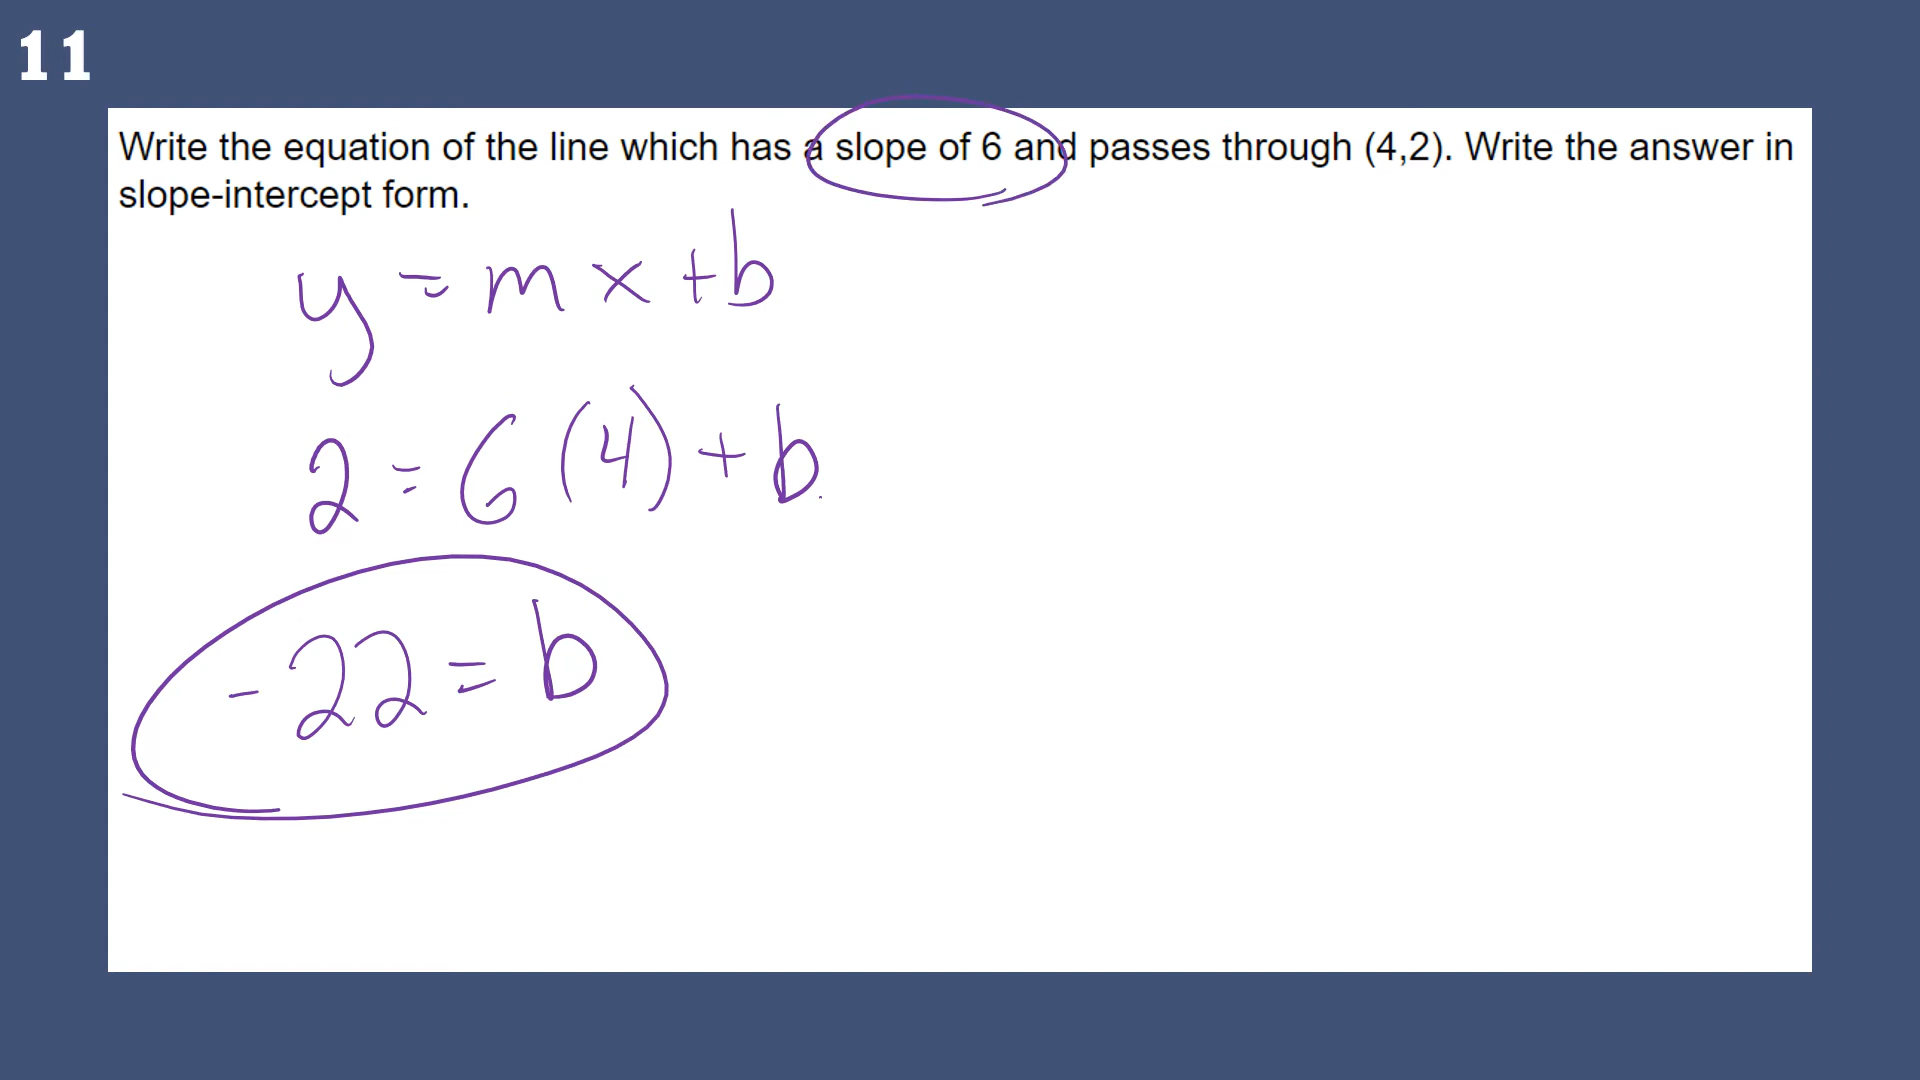 11
Write the equation of the line which has a slope of 6 and passes through (4,2). Write the answer in
slope-intercept form.
y = mx + b
2 = 6 (4) + b
-22 = b